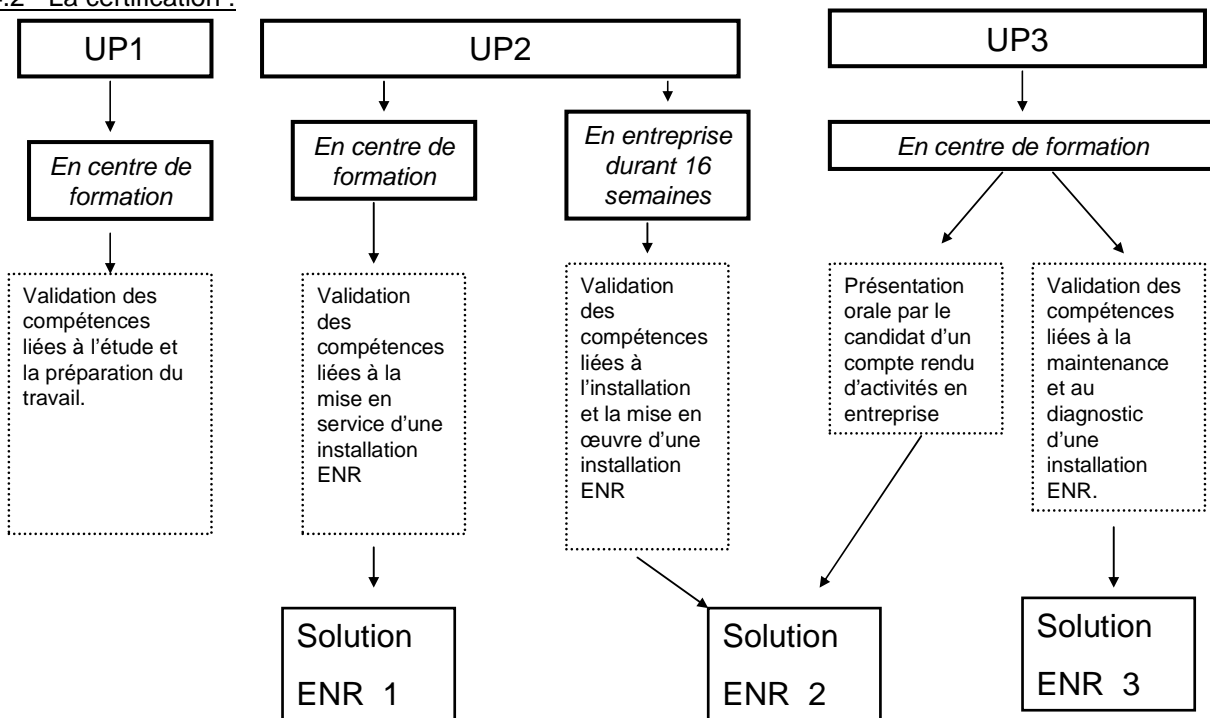 .2 La certification :
UP1
UP2
UP3
En centre de
formation
En centre de
formation
En entreprise
durant 16
semaines
En centre de formation
Validation des
compétences
liées à l’étude et
la préparation du
travail.
Validation
des
compétences
liées à la
mise en
service d’une
installation
ENR
Validation
des
compétences
liées à
l’installation
et la mise en
œuvre d’une
installation
ENR
Présentation
orale par le
candidat d’un
compte rendu
d’activités en
entreprise
Validation des
compétences
liées à la
maintenance
et au
diagnostic
d’une
installation
ENR.
Solution
ENR 1
Solution
ENR 2
Solution
ENR 3